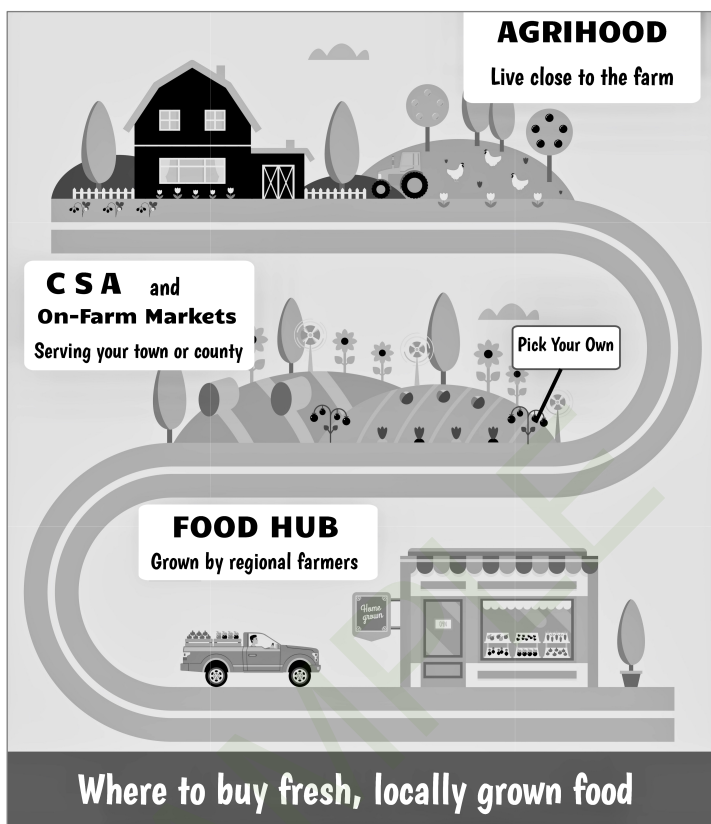 AGRIHOOD
Live close to the farm
CSA and
On-Farm Markets
Serving your town or county
Pick Your Own
FOOD HUB
Grown by regional farmers
Home
grown
Where to buy fresh, locally grown food